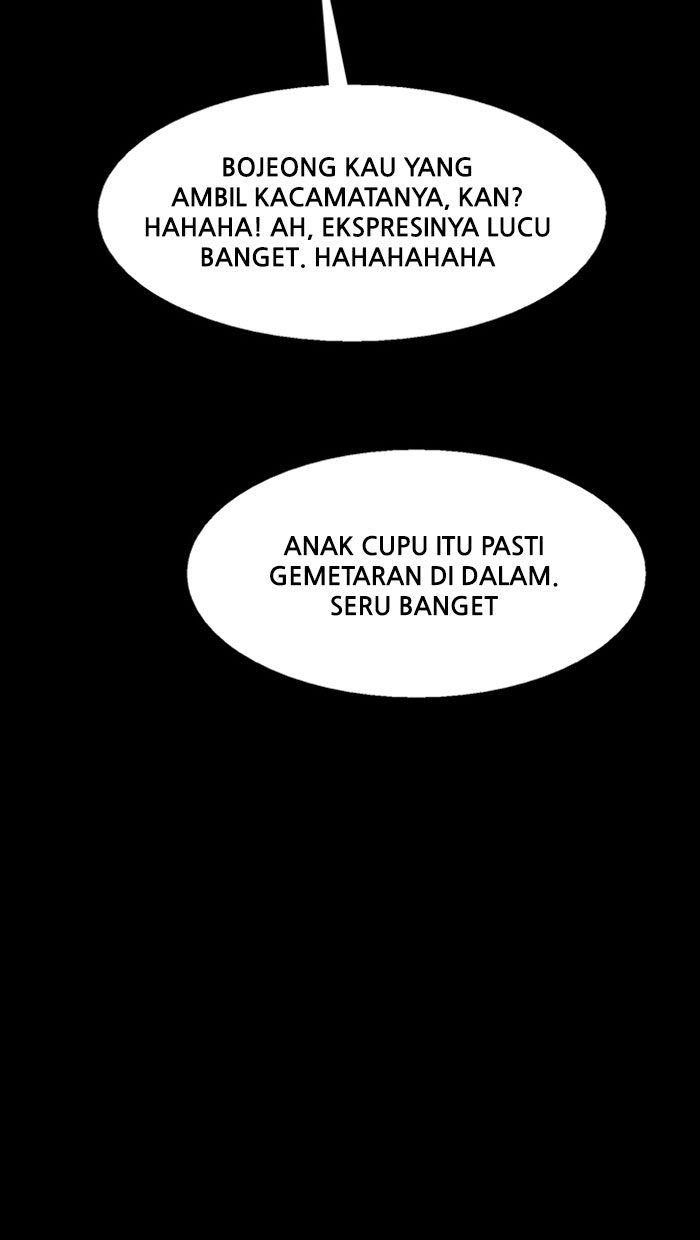 BOJEONG KAU YANG
AMBIL KACAMATANYA, KAN?
HAHAHA! AH, EKSPRESINYA LUCU
BANGET. HAHAHAHAHA
ANAK CUPU ITU PASTI
GEMETARAN DI DALAM.
SERU BANGET